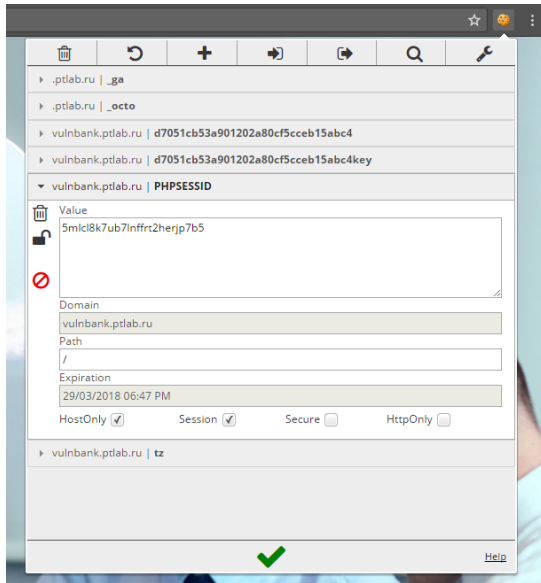 .ptlab.ru | _ga
.ptlab.ru | _octo
vulnbank.ptlab.ru | d7051cb53a901202a80cf5cceb15abc4
vulnbank.ptlab.ru | d7051cb53a901202a80cf5cceb15abc4key
vulnbank.ptlab.ru | PHPSESSID
Value
5mlcl8k7ub7lnffrt2herjp7b5
Domain
vulnbank.ptlab.ru
Path
/
Expiration
29/03/2018 06:47 PM
HostOnly Session Secure HttpOnly
vulnbank.ptlab.ru | tz
Help